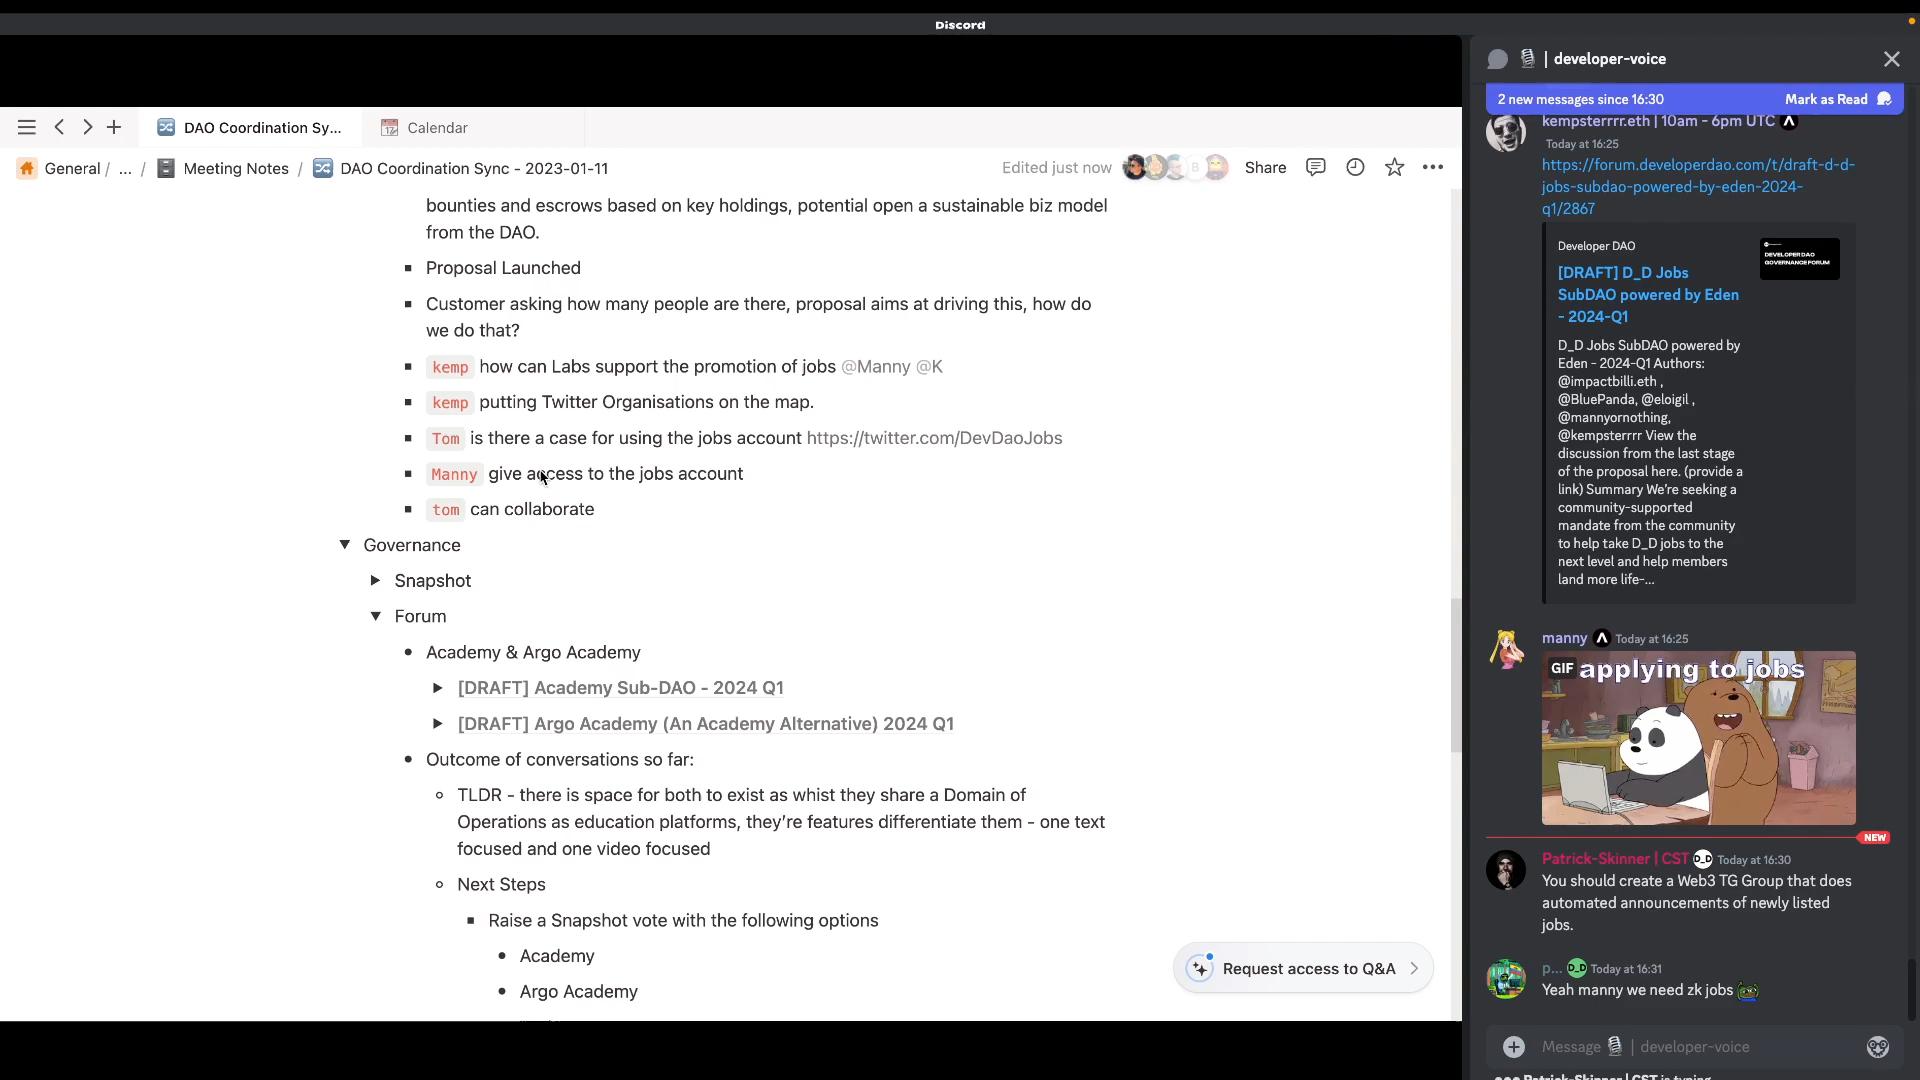 Discord
DAO Coordination Sy...
Calendar
General / ... / Meeting Notes / DAO Coordination Sync - 2023-01-11
Edited just now
B
Share
bounties and escrows based on key holdings, potential open a sustainable biz model
from the DAO.
Proposal Launched
Customer asking how many people are there, proposal aims at driving this, how do
we do that?
kemp how can Labs support the promotion of jobs @Manny @K
kemp putting Twitter Organisations on the map.
Tom is there a case for using the jobs account https://twitter.com/DevDaoJobs
Manny give access to the jobs account
tom can collaborate
Governance
Snapshot
Forum
Academy & Argo Academy
[DRAFT] Academy Sub-DAO - 2024 Q1
[DRAFT] Argo Academy (An Academy Alternative) 2024 Q1
Outcome of conversations so far:
TLDR - there is space for both to exist as whist they share a Domain of
Operations as education platforms, they're features differentiate them - one text
focused and one video focused
Next Steps
Raise a Snapshot vote with the following options
Academy
Argo Academy
Request access to Q&A
| developer-voice
2 new messages since 16:30 Mark as Read
kempsterrrr.eth | 10am - 6pm UTC
Today at 16:25
https://forum.developerdao.com/t/draft-d-d-
jobs-subdao-powered-by-eden-2024-
q1/2867
Developer DAO
DEVELOPER DAO
GOVERNANCE FORUM
[DRAFT] D_D Jobs
SubDAO powered by Eden
- 2024-Q1
D_D Jobs SubDAO powered by
Eden - 2024-Q1 Authors:
@impactbilli.eth ,
@BluePanda, @eloigil ,
@mannyornothing,
@kempsterrr View the
discussion from the last stage
of the proposal here. (provide a
link) Summary We're seeking a
community-supported
mandate from the community
to help take D_D jobs to the
next level and help members
land more life-...
manny Today at 16:25
GIF applying to jobs
NEW
Patrick-Skinner | CST D_D Today at 16:30
You should create a Web3 TG Group that does
automated announcements of newly listed
jobs.
p... D_D Today at 16:31
Yeah manny we need zk jobs
Message | developer-voice
Patrick-Skinner | CST is typing